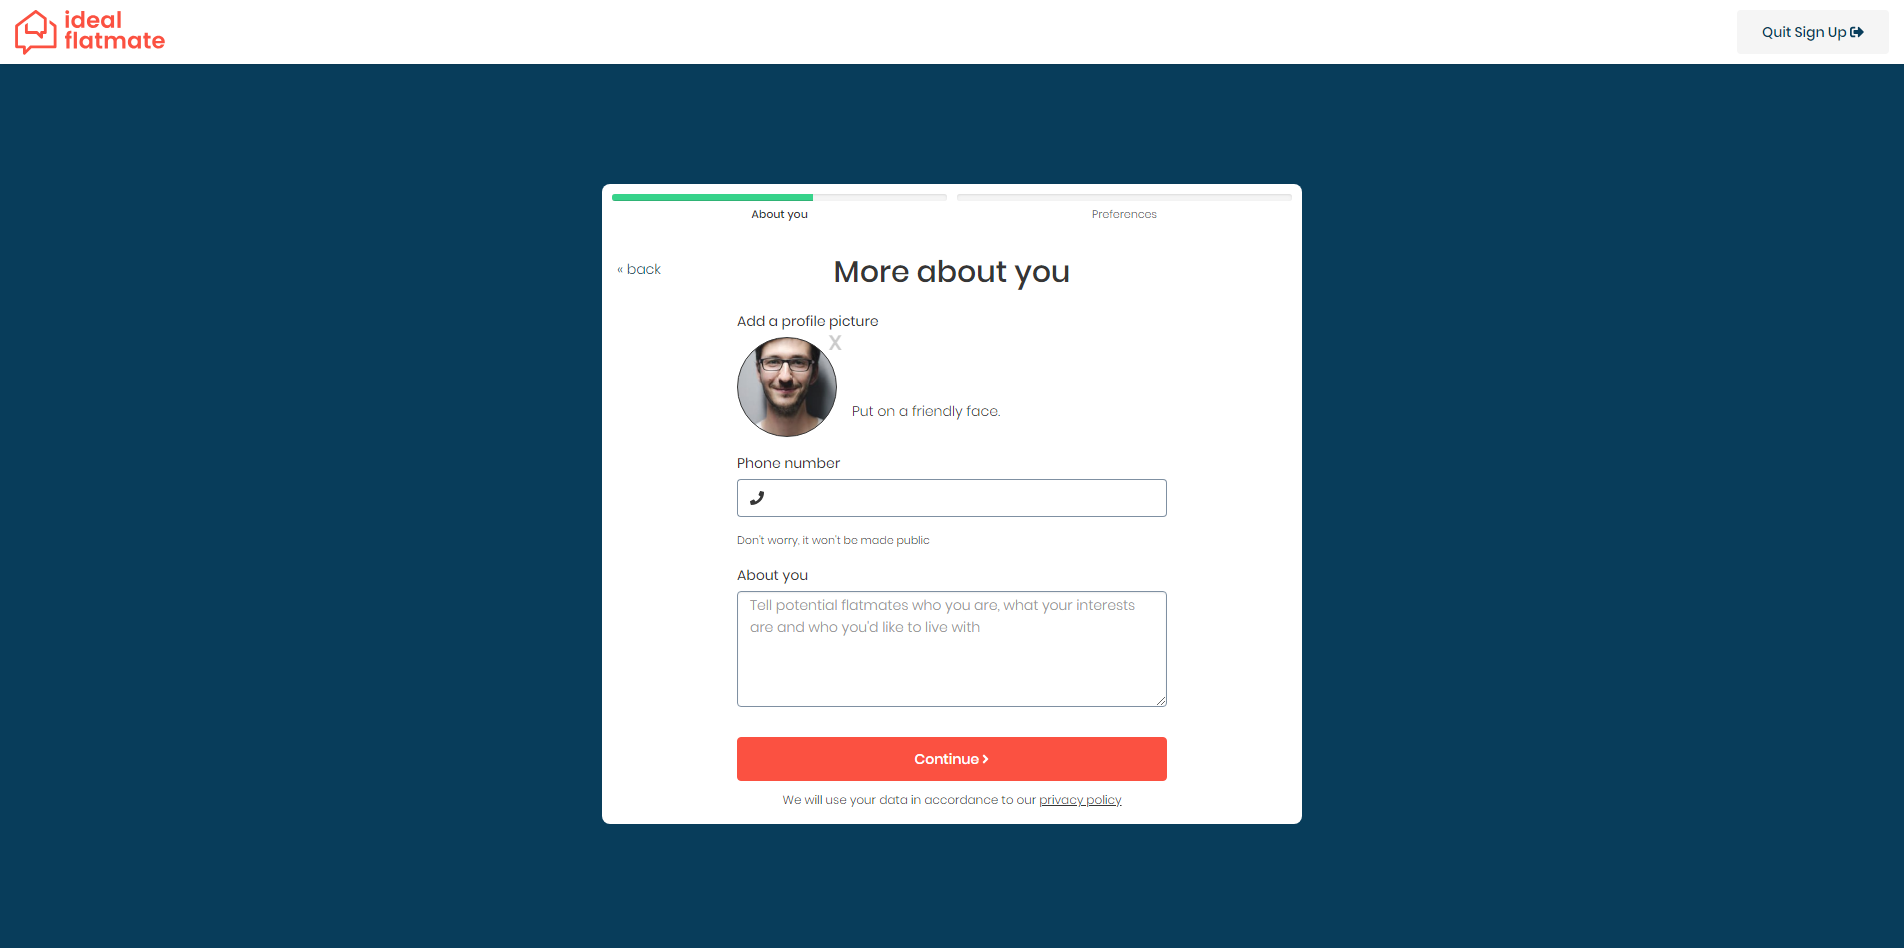 ideal
flatmate
Quit Sign Up
About you
Preferences
« back
More about you
Add a profile picture
X
Put on a friendly face.
Phone number
Don't worry, it won't be made public
About you
Tell potential flatmates who you are, what your interests
are and who you'd like to live with
Continue
We will use your data in accordance to our privacy policy